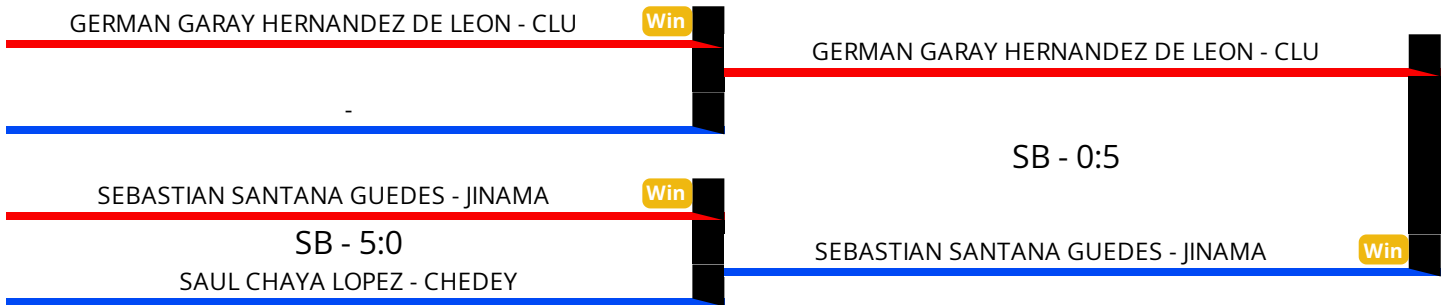 GERMAN GARAY HERNANDEZ DE LEON - CLU Win
-
SEBASTIAN SANTANA GUEDES - JINAMA Win
SB - 5:0
SAUL CHAYA LOPEZ - CHEDEY
GERMAN GARAY HERNANDEZ DE LEON - CLU
SB - 0:5
SEBASTIAN SANTANA GUEDES - JINAMA Win